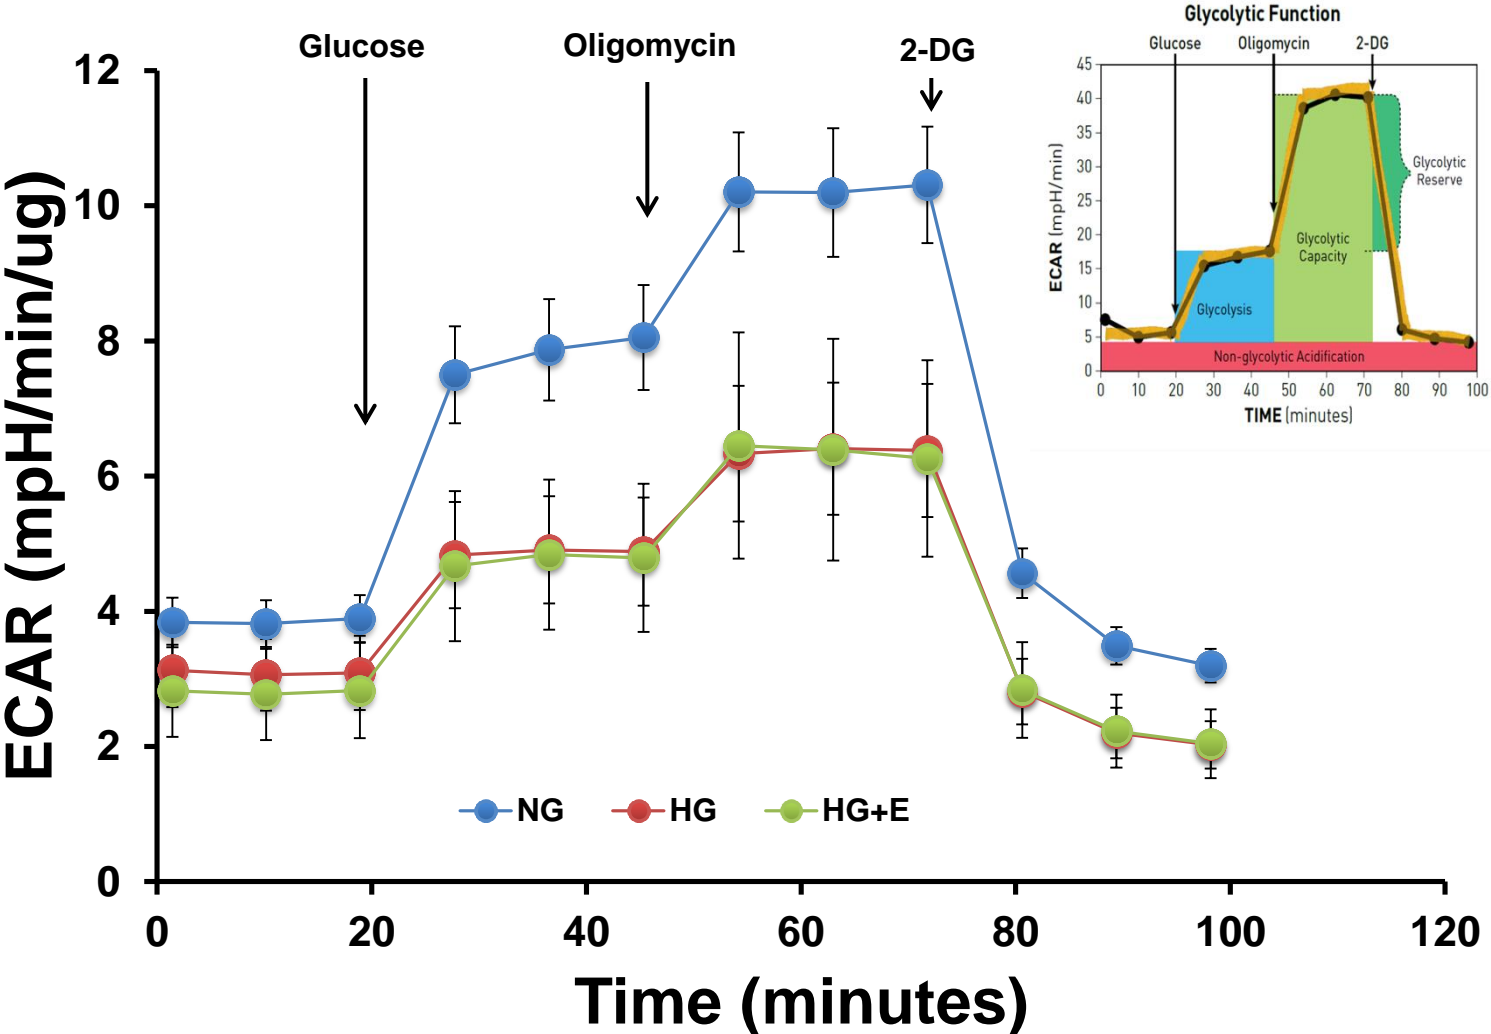 Glucose
Oligomycin
2-DG
12
10
8
6
4
2
0
ECAR (mpH/min/ug)
NG
HG
HG+E
0 20 40 60 80 100 120
Time (minutes)
Glycolytic Function
Glucose
Oligomycin
2-DG
45
40
35
30
25
20
15
10
5
0
ECAR (mpH/min)
Glycolytic
Reserve
Glycolytic
Capacity
Glycolysis
Non-glycolytic Acidification
0 10 20 30 40 50 60 70 80 90 100
TIME (minutes)